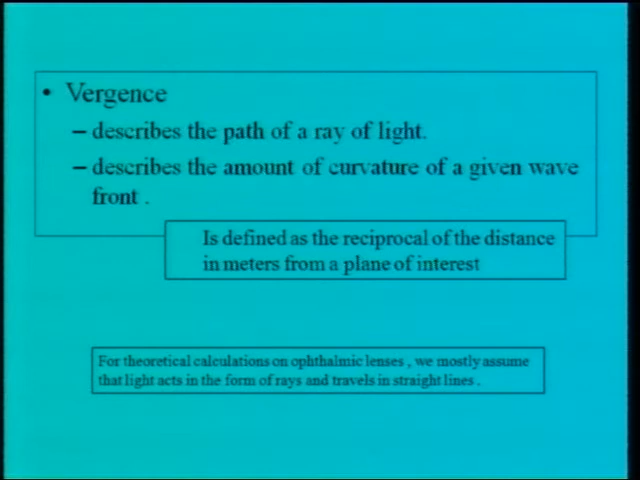 • Vergence
– describes the path of a ray of light.
– describes the amount of curvature of a given wave
front .
Is defined as the reciprocal of the distance
in meters from a plane of interest
For theoretical calculations on ophthalmic lenses , we mostly assume
that light acts in the form of rays and travels in straight lines .